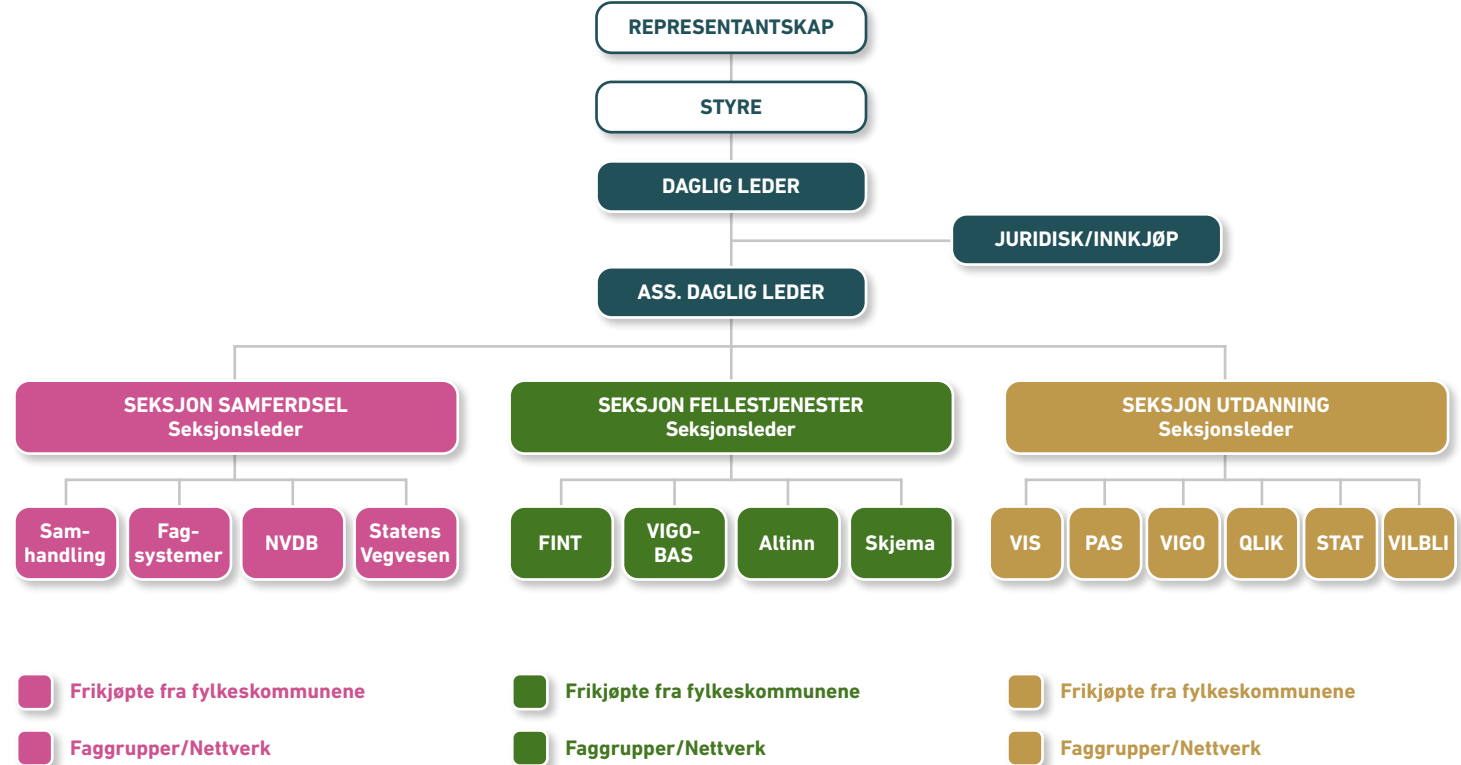 REPRESENTANTSKAP
STYRE
DAGLIG LEDER
JURIDISK/INNKJØP
ASS. DAGLIG LEDER
SEKSJON SAMFERDSEL
Seksjonsleder
SEKSJON FELLESTJENESTER
Seksjonsleder
SEKSJON UTDANNING
Seksjonsleder
Sam-
handling
Fag-
systemer
NVDB
Statens
Vegvesen
FINT
VIGO-
BAS
Altinn
Skjema
VIS
PAS
VIGO
QLIK
STAT
VILBLI
Frikjøpte fra fylkeskommunene
Frikjøpte fra fylkeskommunene
Frikjøpte fra fylkeskommunene
Faggrupper/Nettverk
Faggrupper/Nettverk
Faggrupper/Nettverk